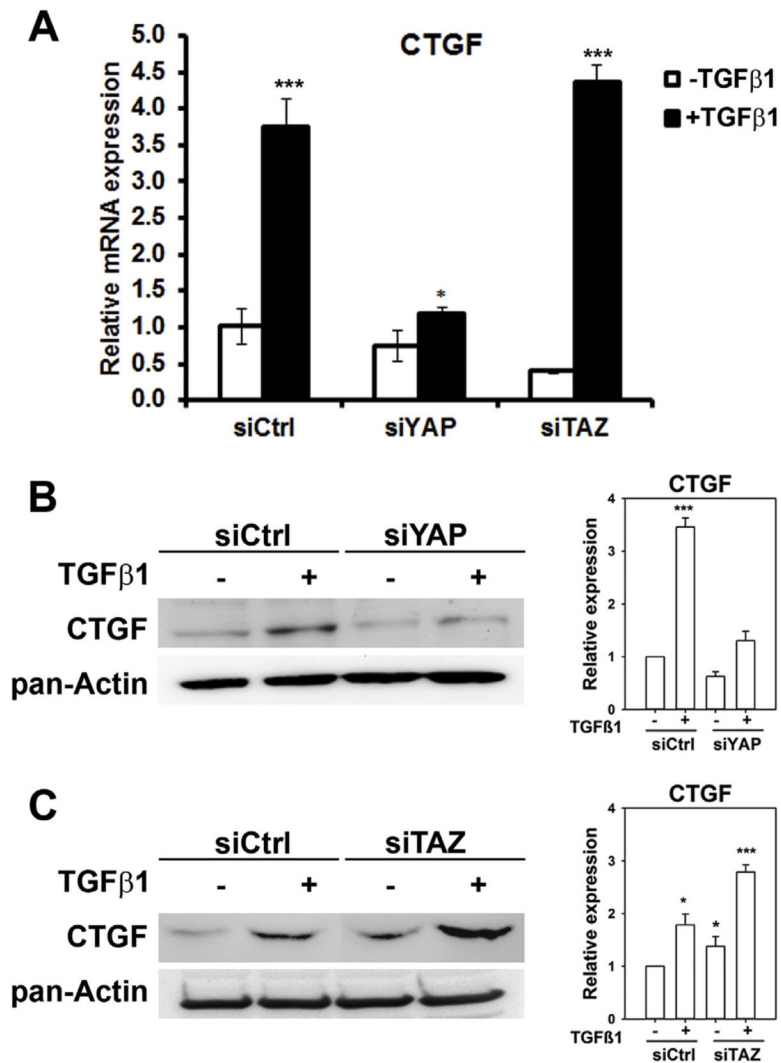 A
CTGF
Relative mRNA expression
5.0
4.5
4.0
3.5
3.0
2.5
2.0
1.5
1.0
0.5
0.0
***
*
***
-TGFβ1
+TGFβ1
siCtrl siYAP siTAZ
B
siCtrl siYAP
TGFβ1 - + - +
CTGF
pan-Actin
CTGF
Relative expression
4
3
2
1
0
***
TGFß1 - + - +
siCtrl siYAP
C
siCtrl siTAZ
TGFβ1 - + - +
CTGF
pan-Actin
CTGF
Relative expression
4
3
2
1
0
*
*
***
TGFß1 - + - +
siCtrl siTAZ